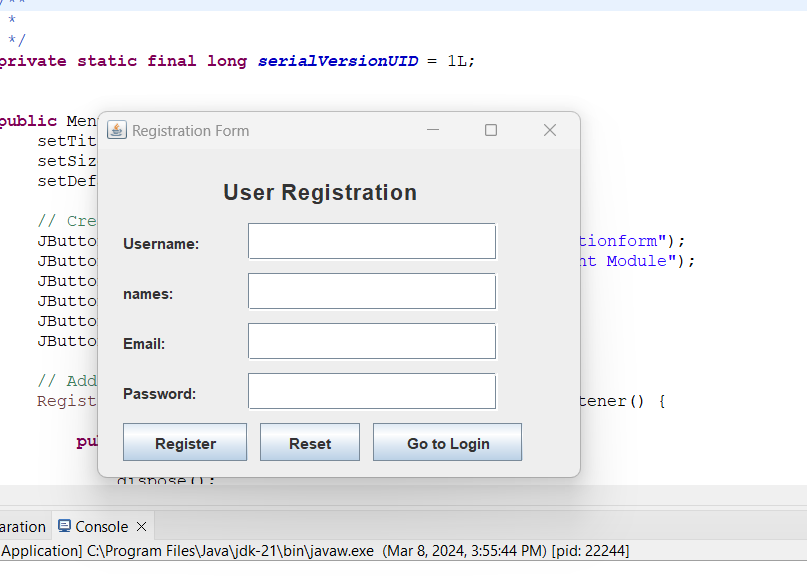 /**
*
*/
private static final long serialVersionUID = 1L;
public Men
setTit
setSiz
setDef
Registration Form
User Registration
// Cre
JButto tionform");
JButto nt Module");
JButto
JButto
JButto
JButto
Username:
names:
Email:
Password:
// Add
Regist tener() {
pu
Register Reset Go to Login
dispose();
aration Console
Application] C:\Program Files\Java\jdk-21\bin\javaw.exe (Mar 8, 2024, 3:55:44 PM) [pid: 22244]